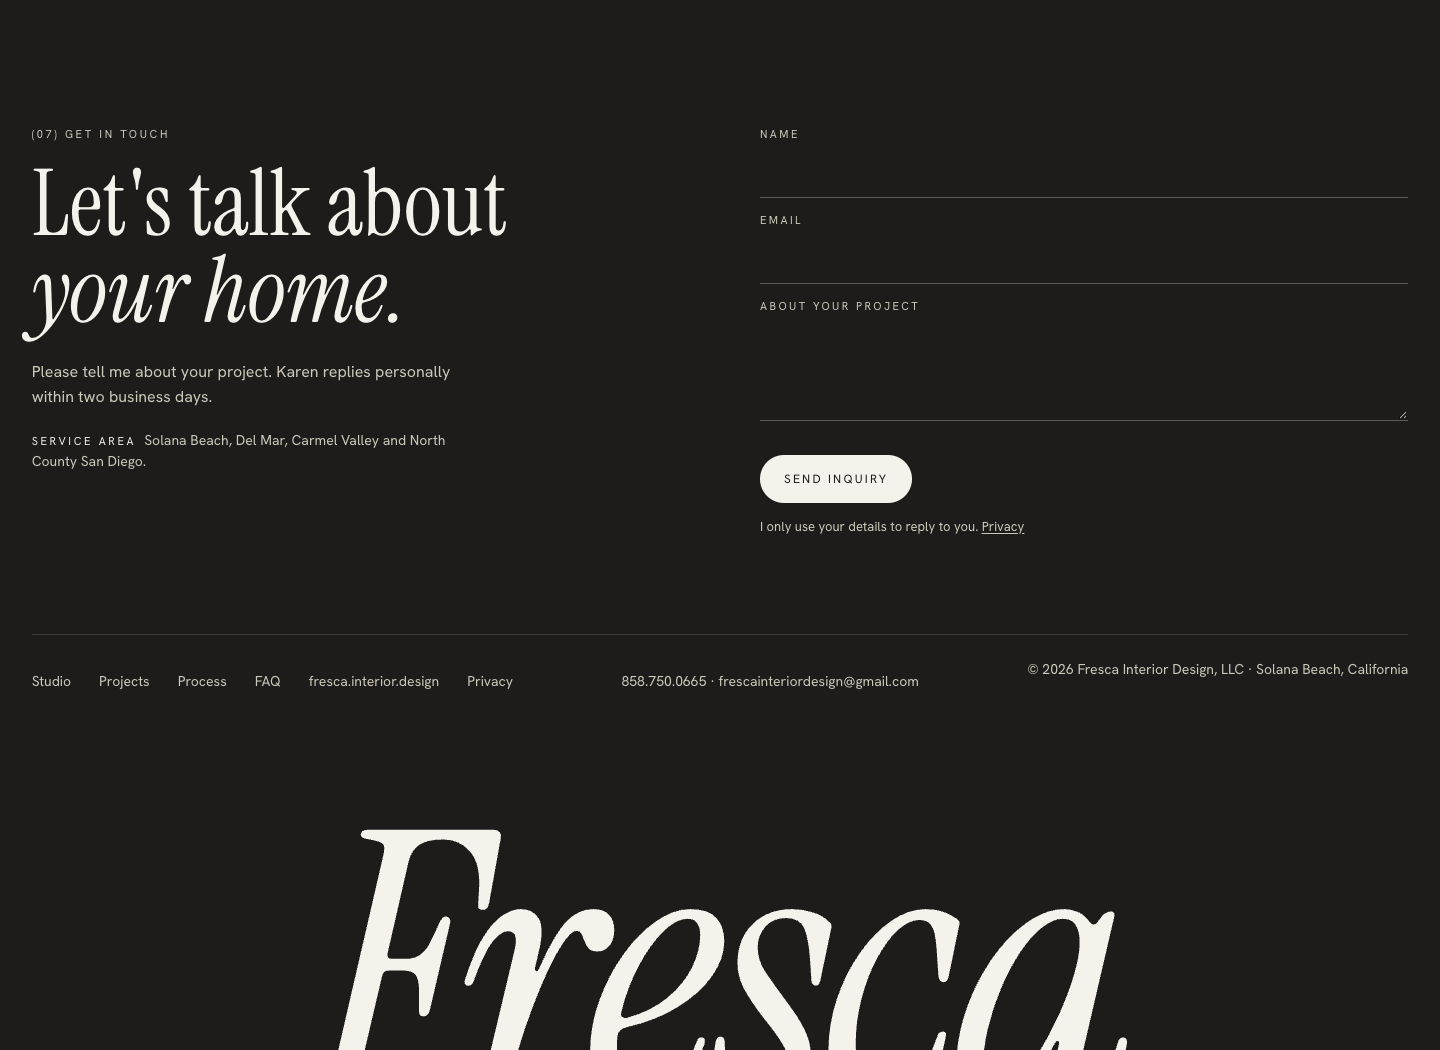 (07) GET IN TOUCH
Let's talk about
your home.
Please tell me about your project. Karen replies personally
within two business days.
SERVICE AREA Solana Beach, Del Mar, Carmel Valley and North
County San Diego.
NAME
EMAIL
ABOUT YOUR PROJECT
SEND INQUIRY
I only use your details to reply to you. Privacy
Studio Projects Process FAQ fresca.interior.design Privacy
858.750.0665 · frescainteriordesign@gmail.com
© 2026 Fresca Interior Design, LLC · Solana Beach, California
Fresca